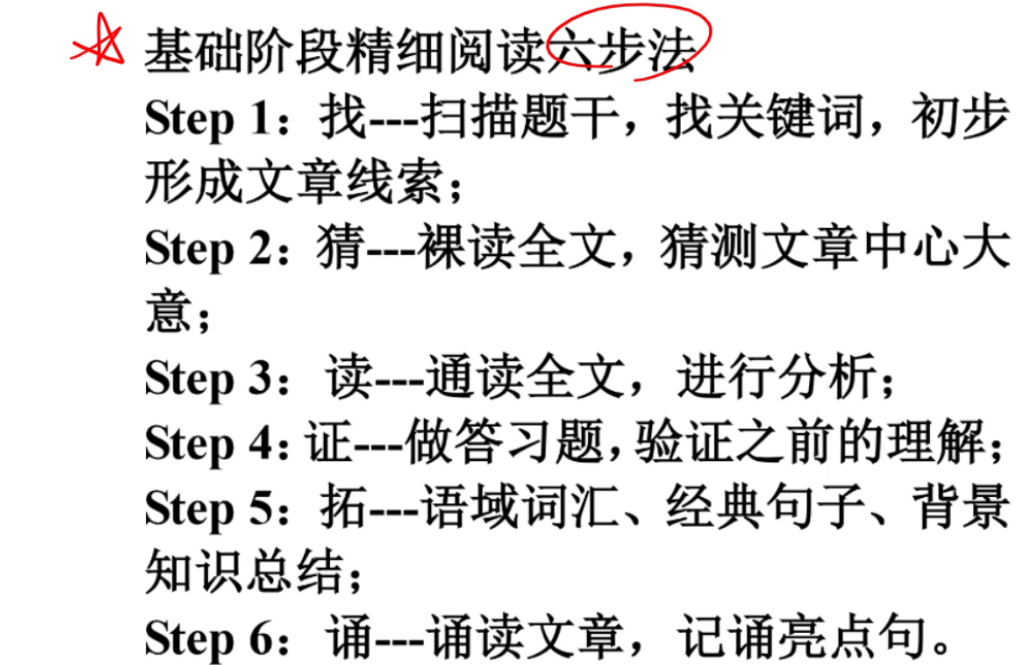 基础阶段精细阅读六步法
Step 1：找---扫描题干，找关键词，初步
形成文章线索；
Step 2：猜---裸读全文，猜测文章中心大
意；
Step 3：读---通读全文，进行分析；
Step 4：证---做答习题，验证之前的理解；
Step 5：拓---语域词汇、经典句子、背景
知识总结；
Step 6：诵---诵读文章，记诵亮点句。